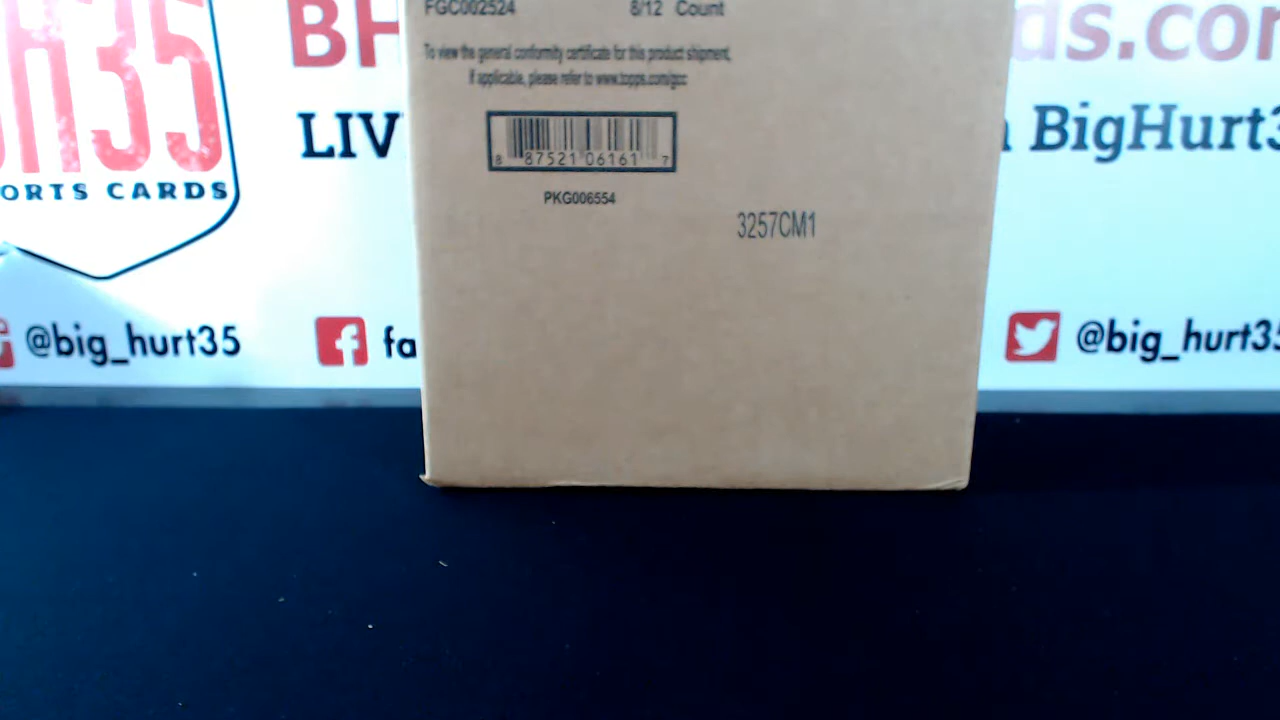 BH35
ORTS CARDS
@big_hurt35
BH
LIV
fa
FGC002524 8/12 Count
To view the general conformity certificate for this product shipment,
if applicable, please refer to www.topps.com/gcc
8 87521 06161 7
PKG006554
3257CM1
ds.com
BigHurt3
@big_hurt35